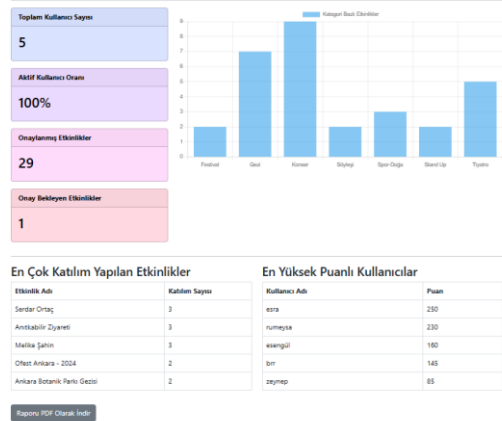 Toplam Kullanıcı Sayısı
5
Aktif Kullanıcı Oranı
100%
Onaylanmış Etkinlikler
29
Onay Bekleyen Etkinlikler
1
Kategori Bazlı Etkinlikler
9
8
7
6
5
4
3
2
1
0
Festival Gezi Konser Söyleşi Spor-Doğa Stand Up Tiyatro
En Çok Katılım Yapılan Etkinlikler
Etkinlik Adı Katılım Sayısı
Serdar Ortaç 3
Anıtkabilir Ziyareti 3
Melike Şahin 3
Ofest Ankara - 2024 2
Ankara Botanik Parkı Gezisi 2
En Yüksek Puanlı Kullanıcılar
Kullanıcı Adı Puan
esra 250
rumeysa 230
esengül 160
brr 145
zeynep 85
Raporu PDF Olarak İndir